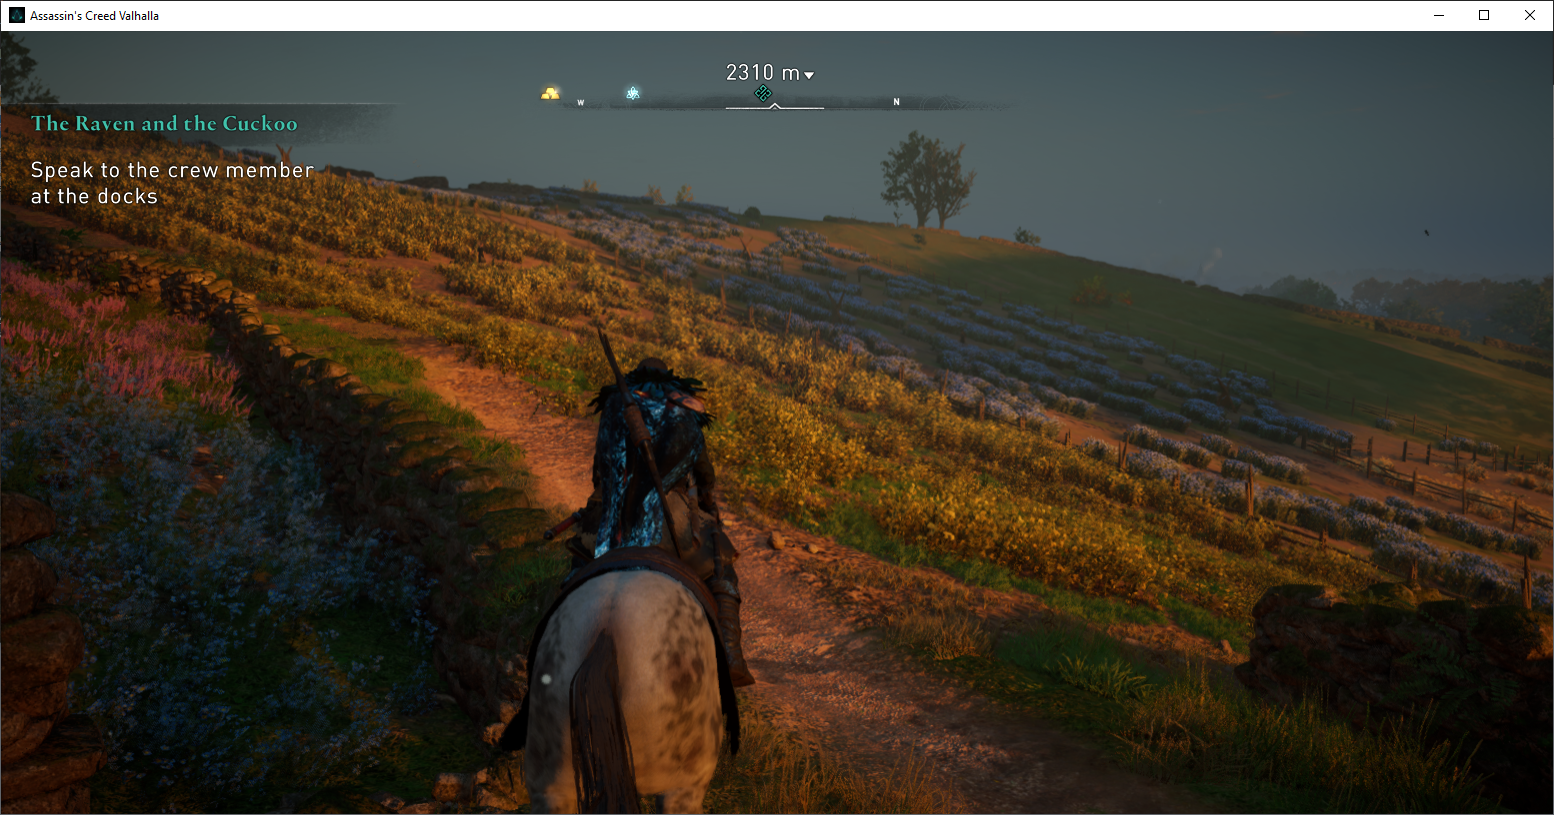 Assassin's Creed Valhalla
2310 m
W
N
The Raven and the Cuckoo
Speak to the crew member
at the docks